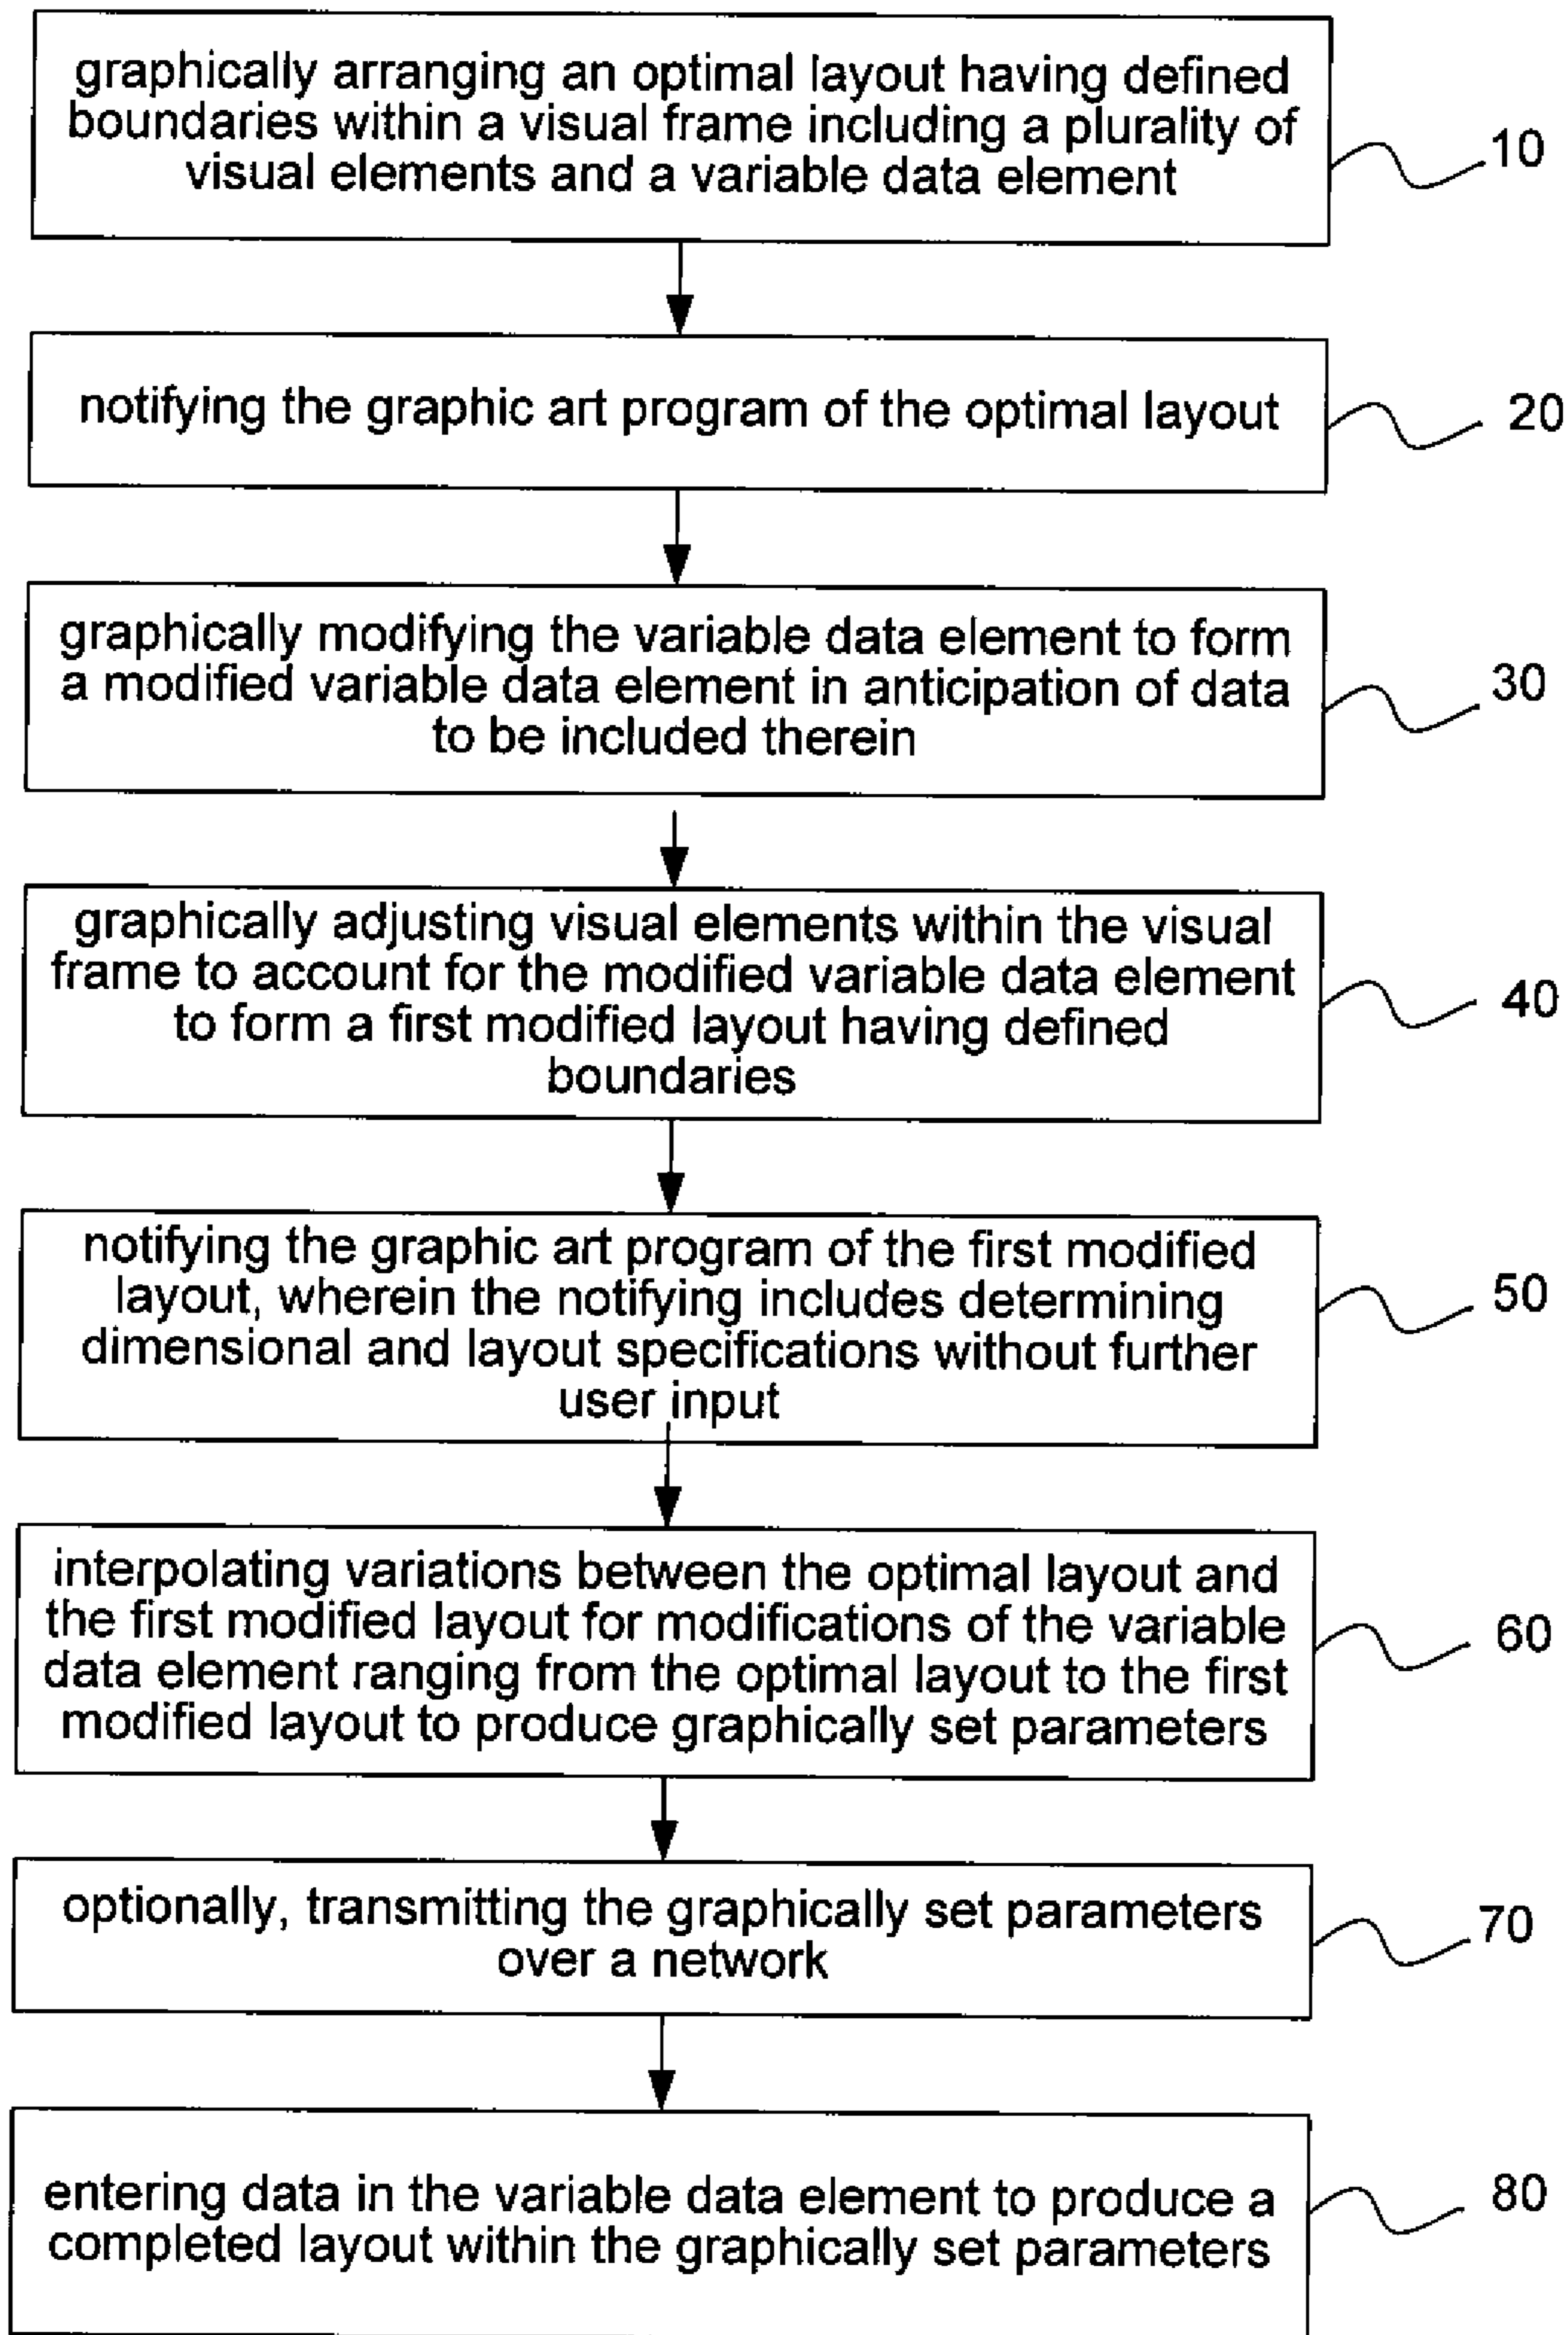 graphically arranging an optimal layout having defined
boundaries within a visual frame including a plurality of
visual elements and a variable data element
10
notifying the graphic art program of the optimal layout
20
graphically modifying the variable data element to form
a modified variable data element in anticipation of data
to be included therein
30
graphically adjusting visual elements within the visual
frame to account for the modified variable data element
to form a first modified layout having defined
boundaries
40
notifying the graphic art program of the first modified
layout, wherein the notifying includes determining
dimensional and layout specifications without further
user input
50
interpolating variations between the optimal layout and
the first modified layout for modifications of the variable
data element ranging from the optimal layout to the first
modified layout to produce graphically set parameters
60
optionally, transmitting the graphically set parameters
over a network
70
entering data in the variable data element to produce a
completed layout within the graphically set parameters
80